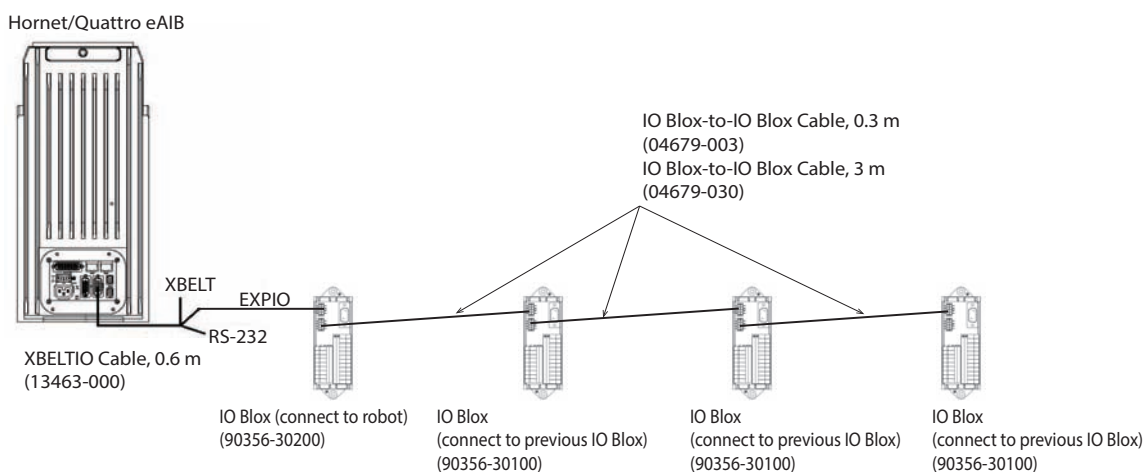 Hornet/Quattro eAIB
IO Blox-to-IO Blox Cable, 0.3 m
(04679-003)
IO Blox-to-IO Blox Cable, 3 m
(04679-030)
XBELT
EXPIO
RS-232
XBELTIO Cable, 0.6 m
(13463-000)
IO Blox (connect to robot)
(90356-30200)
IO Blox
(connect to previous IO Blox)
(90356-30100)
IO Blox
(connect to previous IO Blox)
(90356-30100)
IO Blox
(connect to previous IO Blox)
(90356-30100)